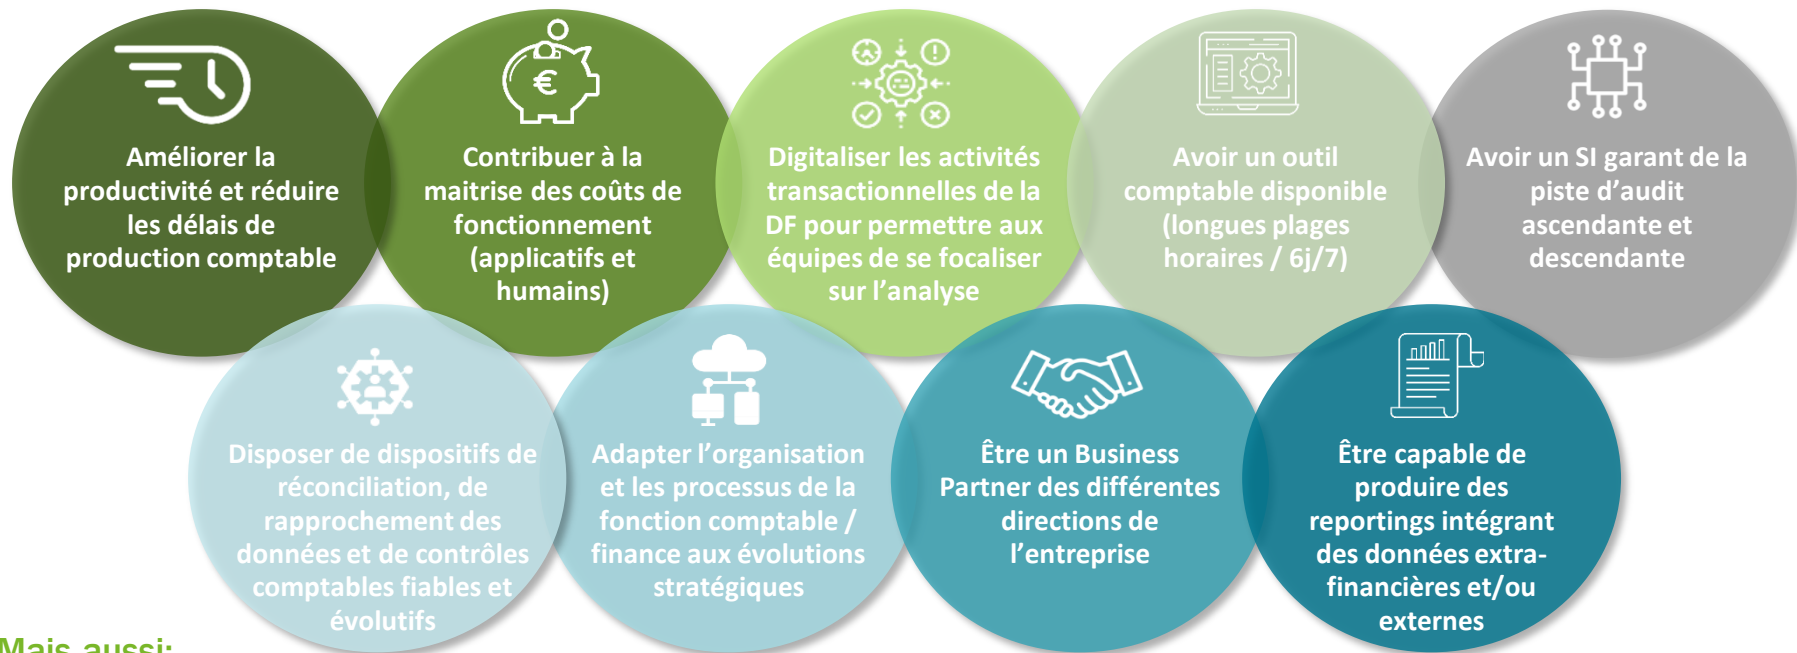 Améliorer la
productivité et réduire
les délais de
production comptable
€
Contribuer à la
maitrise des coûts de
fonctionnement
(applicatifs et
humains)
Digitaliser les activités
transactionnelles de la
DF pour permettre aux
équipes de se focaliser
sur l’analyse
Avoir un outil
comptable disponible
(longues plages
horaires / 6j/7)
Avoir un SI garant de la
piste d’audit
ascendante et
descendante
Disposer de dispositifs de
réconciliation, de
rapprochement des
données et de contrôles
comptables fiables et
évolutifs
Adapter l’organisation
et les processus de la
fonction comptable /
finance aux évolutions
stratégiques
Être un Business
Partner des différentes
directions de
l’entreprise
Être capable de
produire des
reportings intégrant
des données extra-
financières et/ou
externes
Mais aussi: